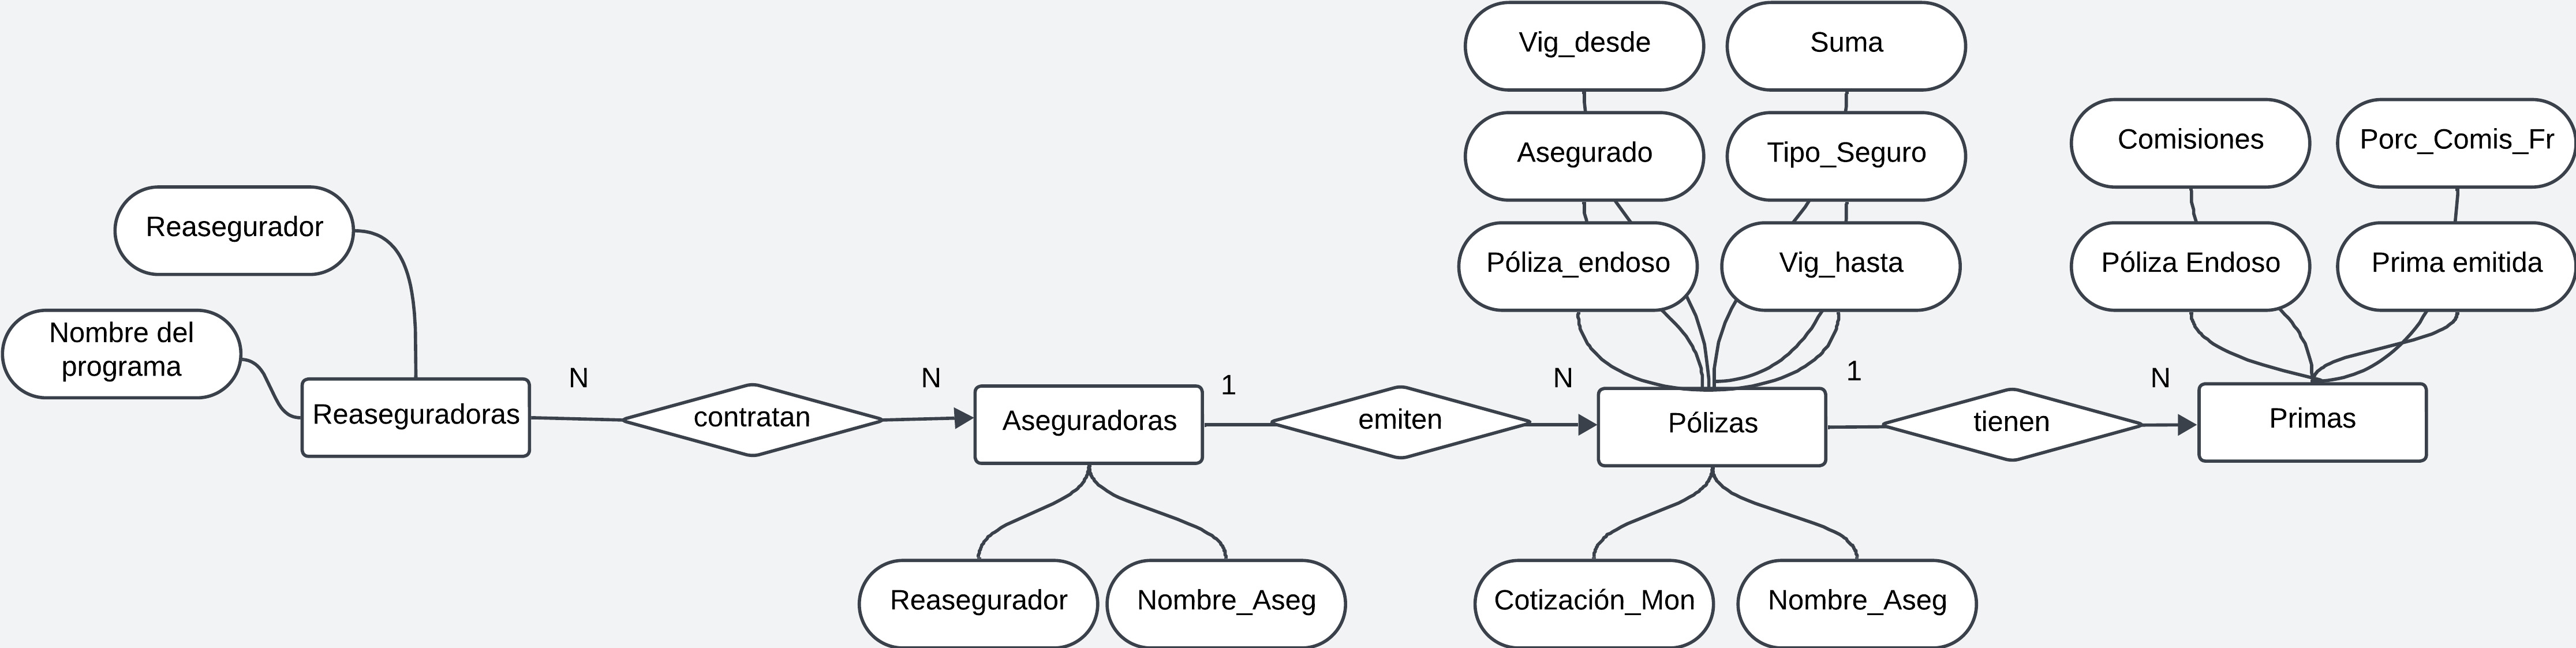 Vig_desde
Suma
Asegurado
Tipo_Seguro
Comisiones
Porc_Comis_Fr
Reasegurador
Póliza_endoso
Vig_hasta
Póliza Endoso
Prima emitida
Nombre del
programa
N
N
1
N
1
N
Reaseguradoras
contratan
Aseguradoras
emiten
Pólizas
tienen
Primas
Reasegurador
Nombre_Aseg
Cotización_Mon
Nombre_Aseg